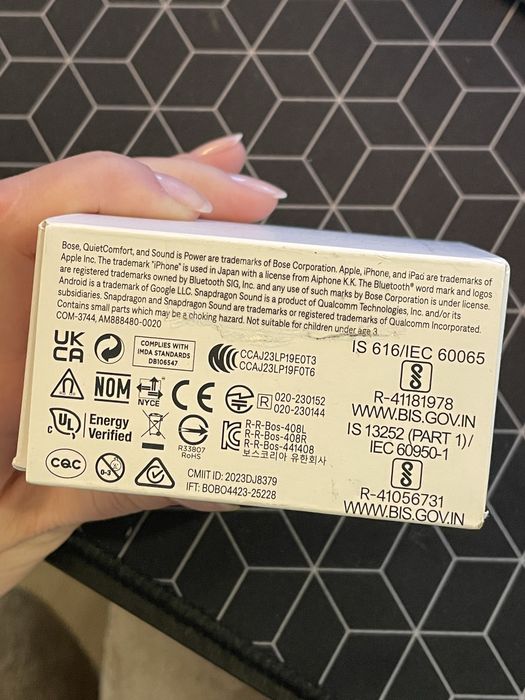 Bose, QuietComfort, and Sound is Power are trademarks of Bose Corporation. Apple, iPhone, and iPad are trademarks of
Apple Inc. The trademark "iPhone" is used in Japan with a license from Aiphone K.K. The Bluetooth® word mark and logos
are registered trademarks owned by Bluetooth SIG, Inc. and any use of such marks by Bose Corporation is under license.
Android is a trademark of Google LLC. Snapdragon Sound is a product of Qualcomm Technologies, Inc. and/or its
subsidiaries. Snapdragon and Snapdragon Sound are trademarks or registered trademarks of Qualcomm Incorporated.
Contains small parts which may be a choking hazard. Not suitable for children under age 3.
COM-3744, AM888480-0020
UK
CA
COMPLIES WITH
IMDA STANDARDS
DB106547
CCAJ23LP19E0T3
CCAJ23LP19F0T6
NOM
NYCE
CE
R 020-230152
020-230144
UL
Energy
Verified
R33807
RoHS
R-R-Bos-408L
R-R-Bos-408R
R-R-Bos-441408
보스코리아 유한회사
CQC
0-3
CMIIT ID: 2023DJ8379
IFT: BOBO4423-25228
IS 616/IEC 60065
R-41181978
WWW.BIS.GOV.IN
IS 13252 (PART 1)/
IEC 60950-1
R-41056731
WWW.BIS.GOV.IN